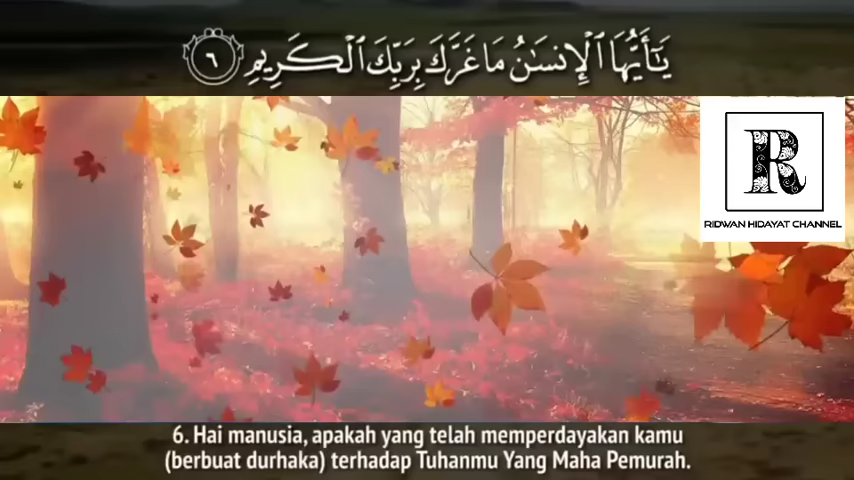 يَٰٓأَيُّهَا ٱلْإِنسَٰنُ مَا غَرَّكَ بِرَبِّكَ ٱلْكَرِيمِ ٦
R
RIDWAN HIDAYAT CHANNEL
6. Hai manusia, apakah yang telah memperdayakan kamu
(berbuat durhaka) terhadap Tuhanmu Yang Maha Pemurah.